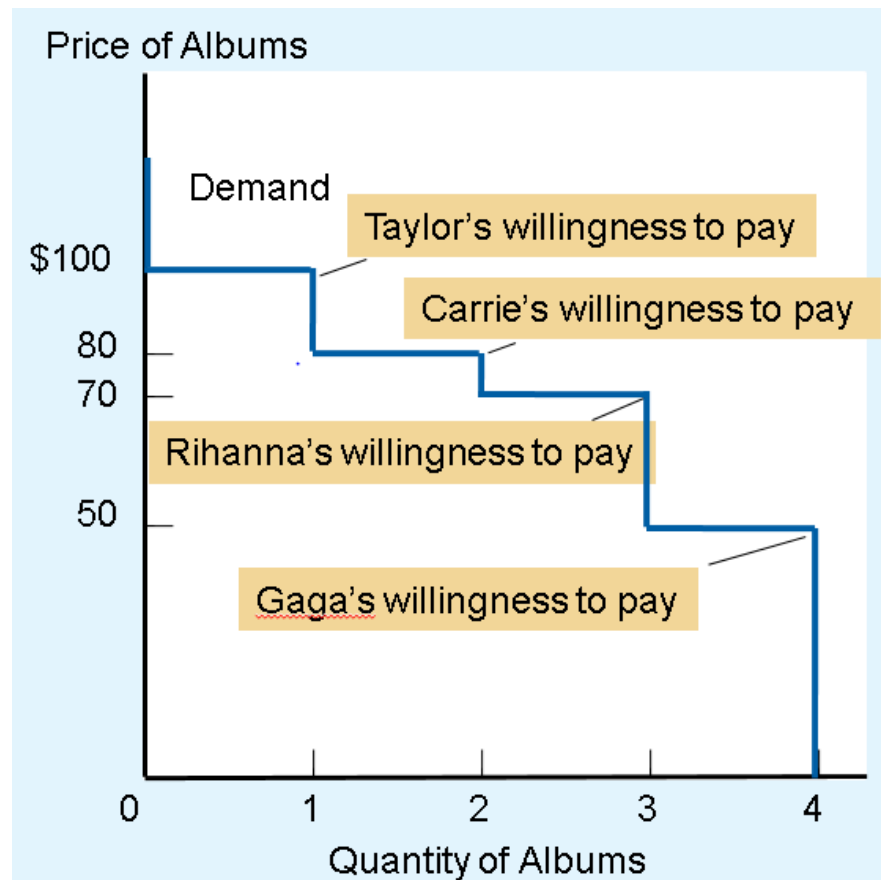 Price of Albums
Demand
Taylor’s willingness to pay
$100
Carrie’s willingness to pay
80
70
Rihanna’s willingness to pay
50
Gaga’s willingness to pay
0 1 2 3 4
Quantity of Albums